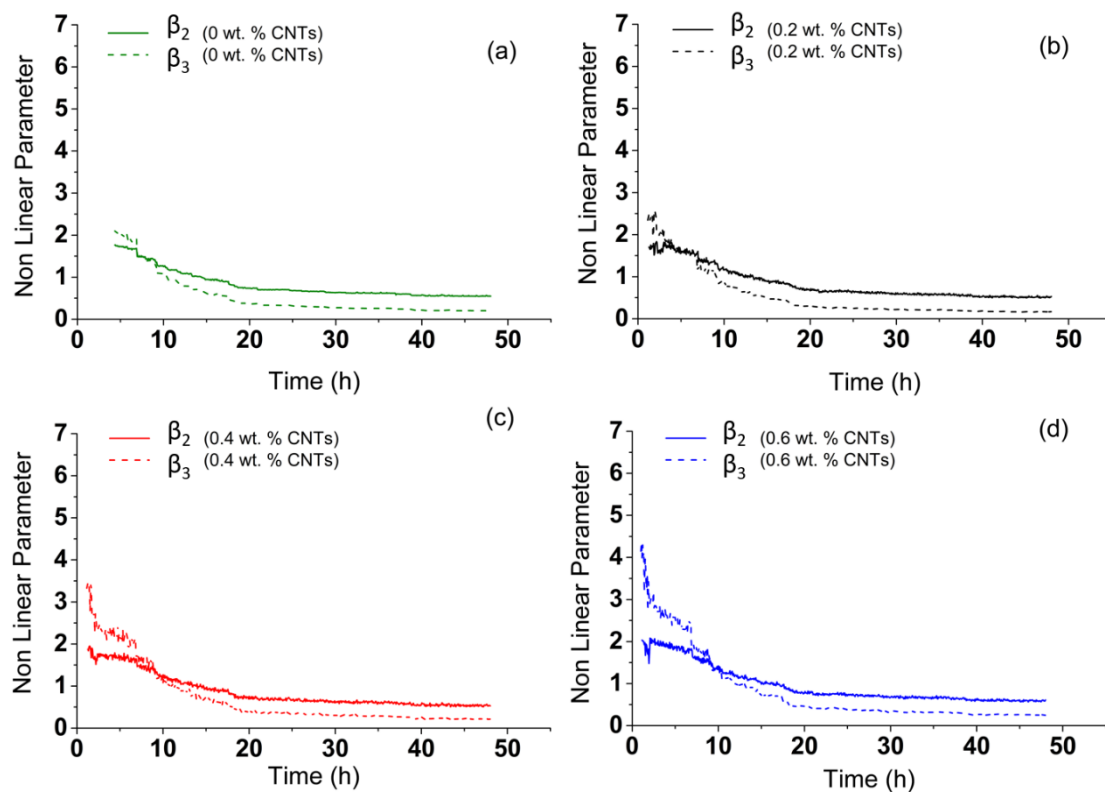 (a)
β2 (0 wt. % CNTs)
β3 (0 wt. % CNTs)
Non Linear Parameter
7
6
5
4
3
2
1
0
0 10 20 30 40 50
Time (h)
(b)
β2 (0.2 wt. % CNTs)
β3 (0.2 wt. % CNTs)
Non Linear Parameter
7
6
5
4
3
2
1
0
0 10 20 30 40 50
Time (h)
(c)
β2 (0.4 wt. % CNTs)
β3 (0.4 wt. % CNTs)
Non Linear Parameter
7
6
5
4
3
2
1
0
0 10 20 30 40 50
Time (h)
(d)
β2 (0.6 wt. % CNTs)
β3 (0.6 wt. % CNTs)
Non Linear Parameter
7
6
5
4
3
2
1
0
0 10 20 30 40 50
Time (h)